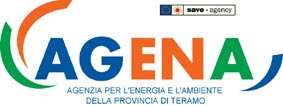 save • agency
AGENA
AGENZIA PER L'ENERGIA E L'AMBIENTE
DELLA PROVINCIA DI TERAMO